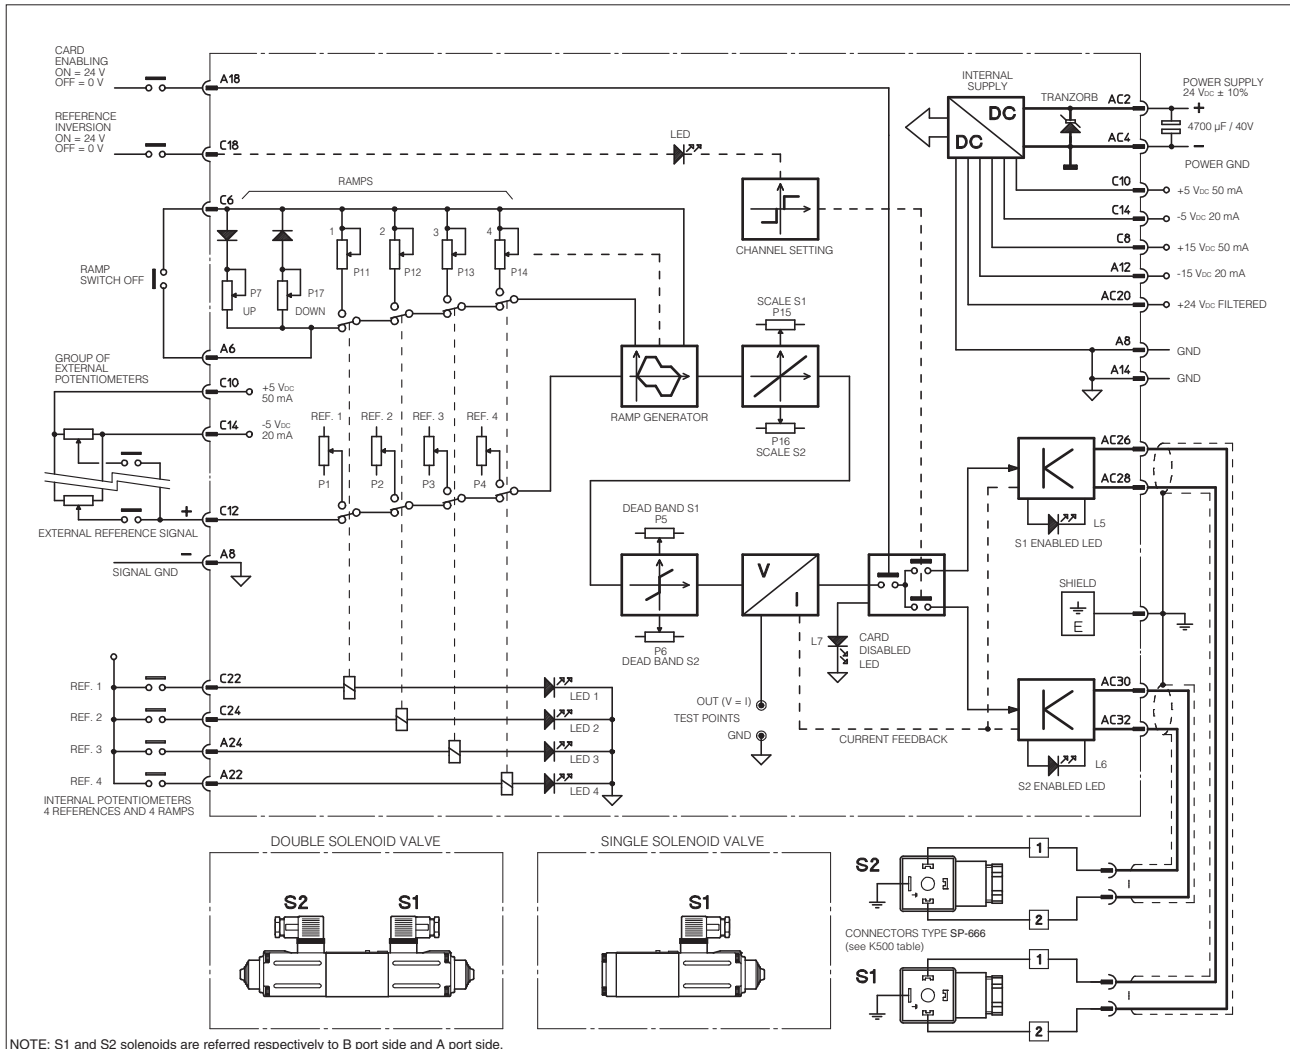 CARD
ENABLING
ON = 24 V
OFF = 0 V
A18
REFERENCE
INVERSION
ON = 24 V
OFF = 0 V
C18
LED
INTERNAL
SUPPLY
DC
DC
TRANZORB
AC2
POWER SUPPLY
24 VDC ± 10%
+
4700 µF / 40V
AC4
−
POWER GND
C10
+5 VDC 50 mA
C14
-5 VDC 20 mA
C8
+15 VDC 50 mA
A12
-15 VDC 20 mA
AC20
+24 VDC FILTERED
A8
GND
A14
GND
RAMPS
C6
1
2
3
4
CHANNEL SETTING
RAMP
SWITCH OFF
P7
UP
P17
DOWN
P11
P12
P13
P14
A6
SCALE S1
P15
RAMP GENERATOR
P16
SCALE S2
GROUP OF
EXTERNAL
POTENTIOMETERS
C10
+5 VDC
50 mA
C14
-5 VDC
20 mA
REF. 1
REF. 2
REF. 3
REF. 4
P1
P2
P3
P4
+
C12
EXTERNAL REFERENCE SIGNAL
−
A8
SIGNAL GND
DEAD BAND S1
P5
V
I
P6
DEAD BAND S2
L7
CARD
DISABLED
LED
AC26
AC28
L5
S1 ENABLED LED
SHIELD
E
AC30
AC32
L6
S2 ENABLED LED
OUT (V = I)
TEST POINTS
GND
CURRENT FEEDBACK
REF. 1
C22
LED 1
REF. 2
C24
LED 2
REF. 3
A24
LED 3
REF. 4
A22
LED 4
INTERNAL POTENTIOMETERS
4 REFERENCES AND 4 RAMPS
DOUBLE SOLENOID VALVE
S2
S1
SINGLE SOLENOID VALVE
S1
S2
1
2
CONNECTORS TYPE SP-666
(see K500 table)
S1
1
2
NOTE: S1 and S2 solenoids are referred respectively to B port side and A port side.